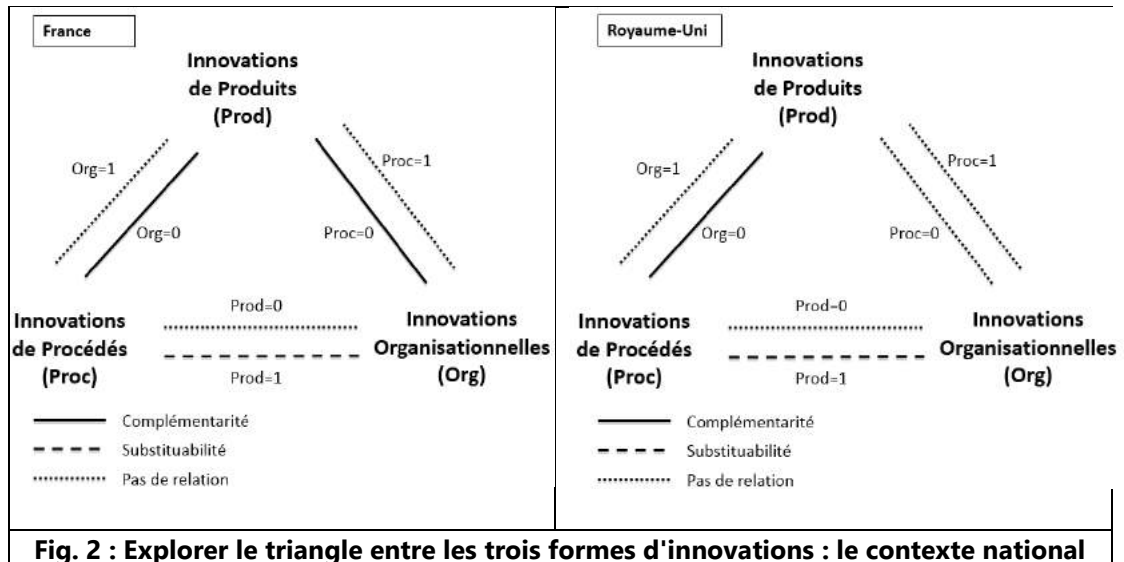 France
Innovations
de Produits
(Prod)
Org=1
Org=0
Proc=1
Proc=0
Innovations
de Procédés
(Proc)
Prod=0
Prod=1
Innovations
Organisationnelles
(Org)
Complémentarité
Substituabilité
Pas de relation
Royaume-Uni
Innovations
de Produits
(Prod)
Org=1
Org=0
Proc=1
Proc=0
Innovations
de Procédés
(Proc)
Prod=0
Prod=1
Innovations
Organisationnelles
(Org)
Complémentarité
Substituabilité
Pas de relation
Fig. 2 : Explorer le triangle entre les trois formes d'innovations : le contexte national